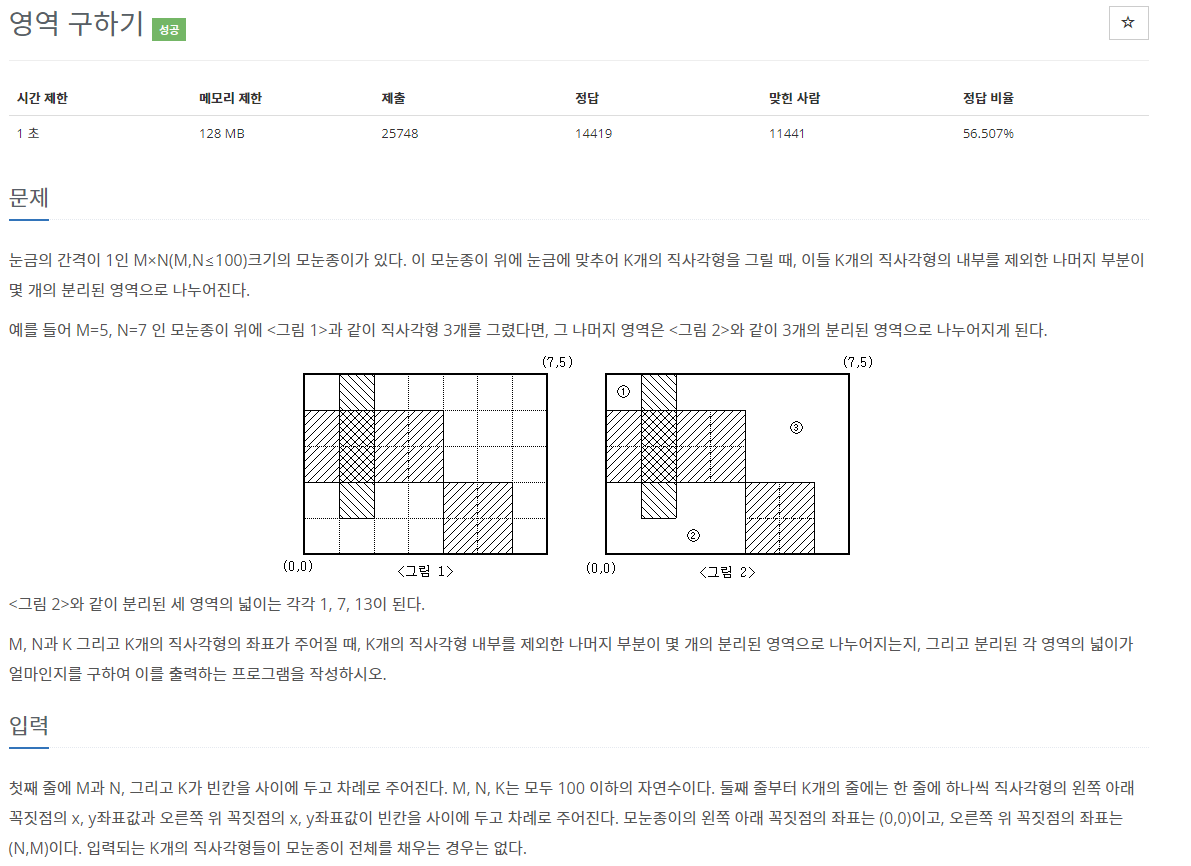 영역 구하기 성공
☆
시간 제한 메모리 제한 제출 정답 맞힌 사람 정답 비율
1 초 128 MB 25748 14419 11441 56.507%
문제
눈금의 간격이 1인 M×N(M,N≤100)크기의 모눈종이가 있다. 이 모눈종이 위에 눈금에 맞추어 K개의 직사각형을 그릴 때, 이들 K개의 직사각형의 내부를 제외한 나머지 부분이
몇 개의 분리된 영역으로 나누어진다.
예를 들어 M=5, N=7 인 모눈종이 위에 <그림 1>과 같이 직사각형 3개를 그렸다면, 그 나머지 영역은 <그림 2>와 같이 3개의 분리된 영역으로 나누어지게 된다.
(7,5) (7,5)
①
③
②
(0,0) <그림 1> (0,0) <그림 2>
<그림 2>와 같이 분리된 세 영역의 넓이는 각각 1, 7, 13이 된다.
M, N과 K 그리고 K개의 직사각형의 좌표가 주어질 때, K개의 직사각형 내부를 제외한 나머지 부분이 몇 개의 분리된 영역으로 나누어지는지, 그리고 분리된 각 영역의 넓이가
얼마인지를 구하여 이를 출력하는 프로그램을 작성하시오.
입력
첫째 줄에 M과 N, 그리고 K가 빈칸을 사이에 두고 차례로 주어진다. M, N, K는 모두 100 이하의 자연수이다. 둘째 줄부터 K개의 줄에는 한 줄에 하나씩 직사각형의 왼쪽 아래
꼭짓점의 x, y좌표값과 오른쪽 위 꼭짓점의 x, y좌표값이 빈칸을 사이에 두고 차례로 주어진다. 모눈종이의 왼쪽 아래 꼭짓점의 좌표는 (0,0)이고, 오른쪽 위 꼭짓점의 좌표는
(N,M)이다. 입력되는 K개의 직사각형들이 모눈종이 전체를 채우는 경우는 없다.